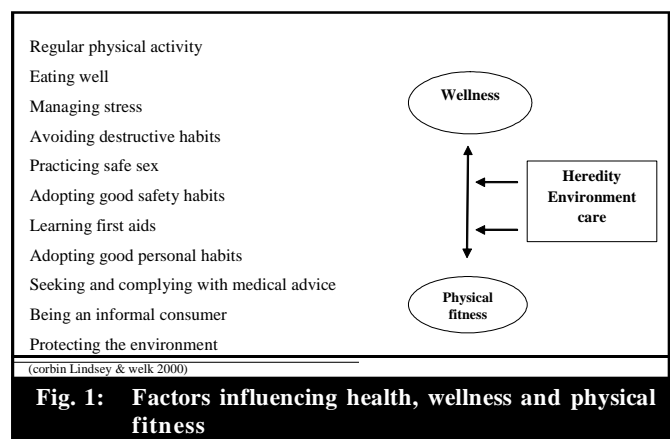 Regular physical activity
Eating well
Managing stress
Avoiding destructive habits
Practicing safe sex
Adopting good safety habits
Learning first aids
Adopting good personal habits
Seeking and complying with medical advice
Being an informal consumer
Protecting the environment
(corbin Lindsey & welk 2000)
Wellness
Heredity
Environment
care
Physical
fitness
Fig. 1: Factors influencing health, wellness and physical
fitness